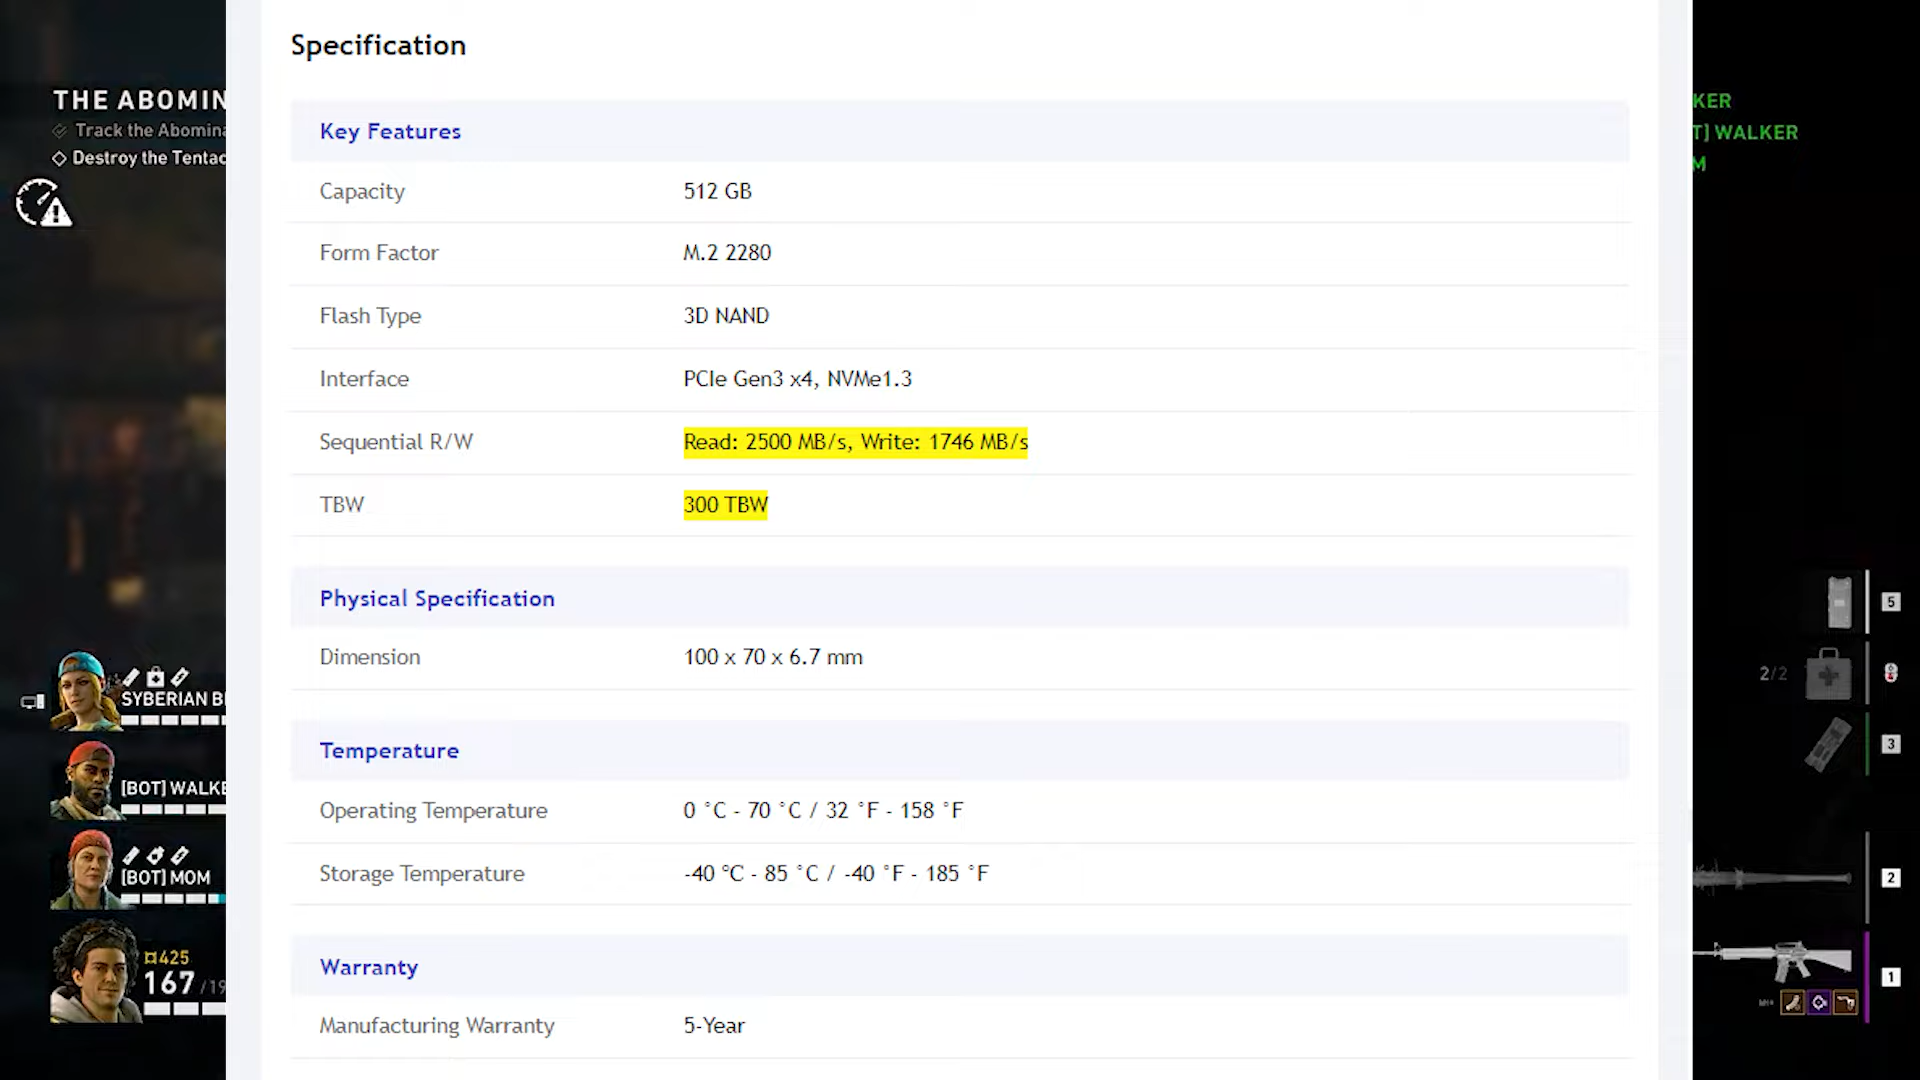 Specification
THE ABOMIN
Track the Abomina
Destroy the Tentac
KER
T] WALKER
M
Key Features
Capacity 512 GB
Form Factor M.2 2280
Flash Type 3D NAND
Interface PCIe Gen3 x4, NVMe1.3
Sequential R/W Read: 2500 MB/s, Write: 1746 MB/s
TBW 300 TBW
Physical Specification
Dimension 100 x 70 x 6.7 mm
Temperature
Operating Temperature 0 °C - 70 °C / 32 °F - 158 °F
Storage Temperature -40 °C - 85 °C / -40 °F - 185 °F
Warranty
Manufacturing Warranty 5-Year
SYBERIAN B
[BOT] WALKE
[BOT] MOM
425
167 /19
5
2/2
3
2
1